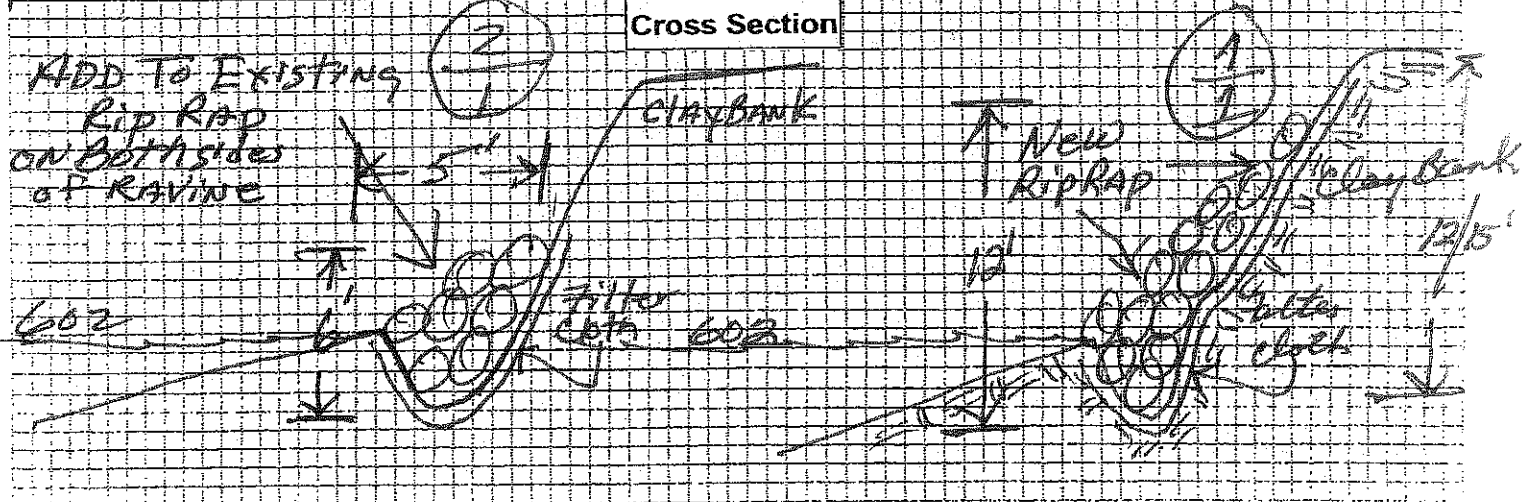 Cross Section
ADD To Existing
Rip RAP
on Both sides
of RAVINE
2
1
5'
CLAY BANK
6'
602
Filter
Cloth
1
1
New
RipRAP
Clay Bank
12/15'
12'
602
filter
cloth